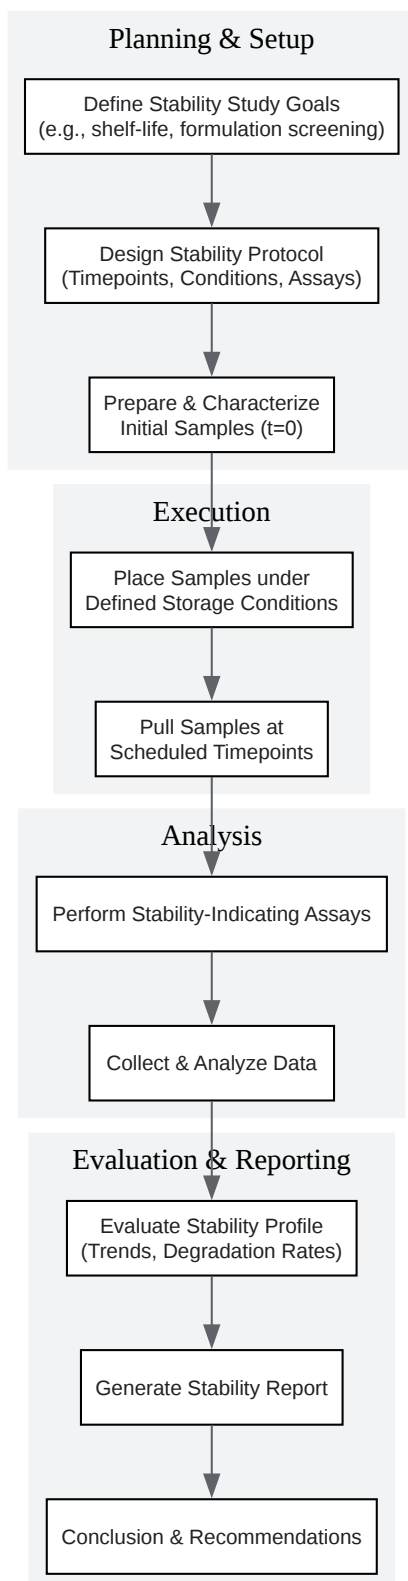 Planning & Setup
Define Stability Study Goals
(e.g., shelf-life, formulation screening)
Design Stability Protocol
(Timepoints, Conditions, Assays)
Prepare & Characterize
Initial Samples (t=0)
Execution
Place Samples under
Defined Storage Conditions
Pull Samples at
Scheduled Timepoints
Analysis
Perform Stability-Indicating Assays
Collect & Analyze Data
Evaluation & Reporting
Evaluate Stability Profile
(Trends, Degradation Rates)
Generate Stability Report
Conclusion & Recommendations